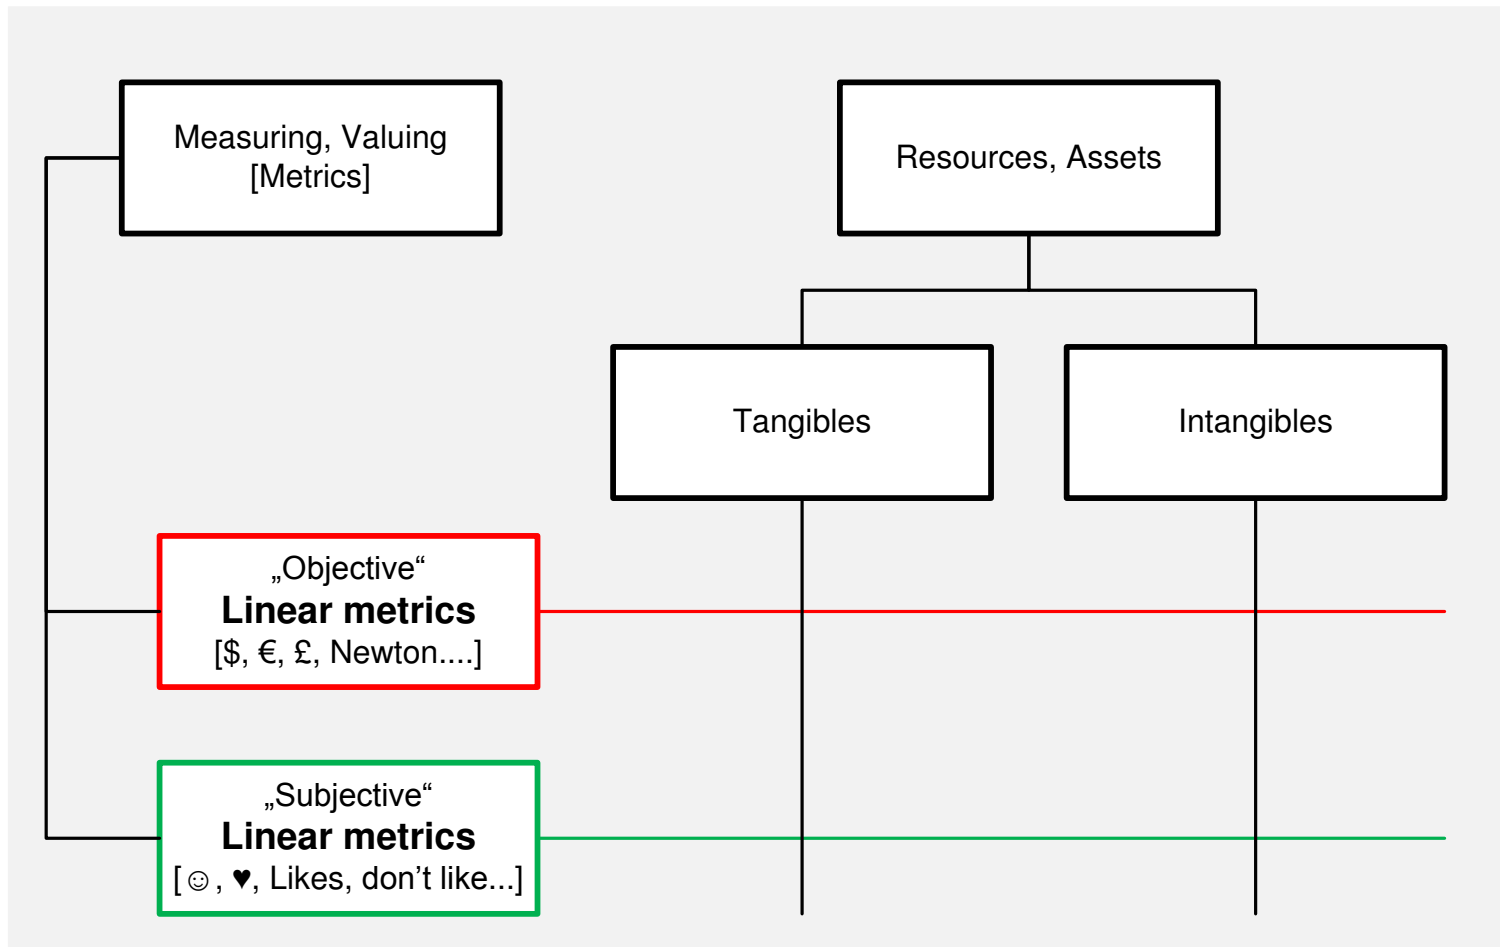 Measuring, Valuing
[Metrics]
Resources, Assets
Tangibles
Intangibles
„Objective“
Linear metrics
[$, €, £, Newton....]
„Subjective“
Linear metrics
[☺, ♥, Likes, don’t like...]